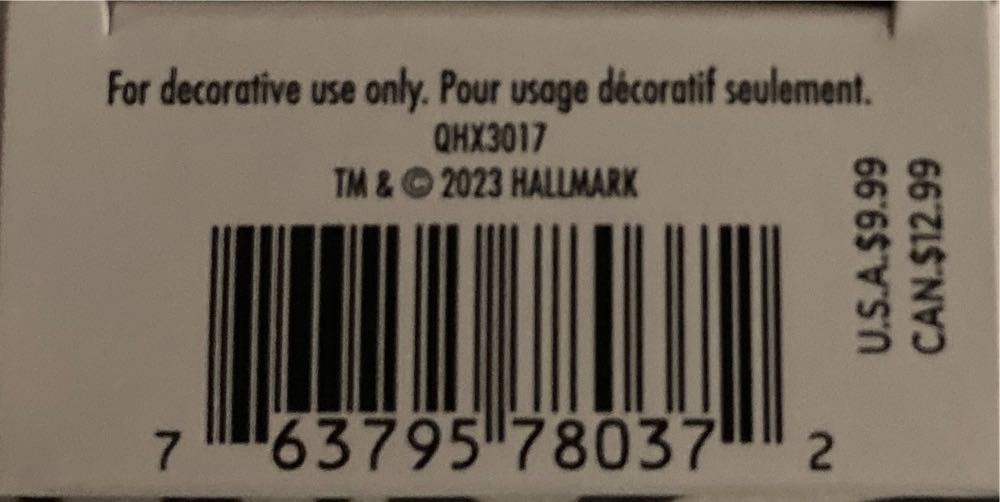 For decorative use only. Pour usage décoratif seulement.
QHX3017
TM & © 2023 HALLMARK
U.S.A.$9.99
CAN.$12.99
7 63795 78037 2